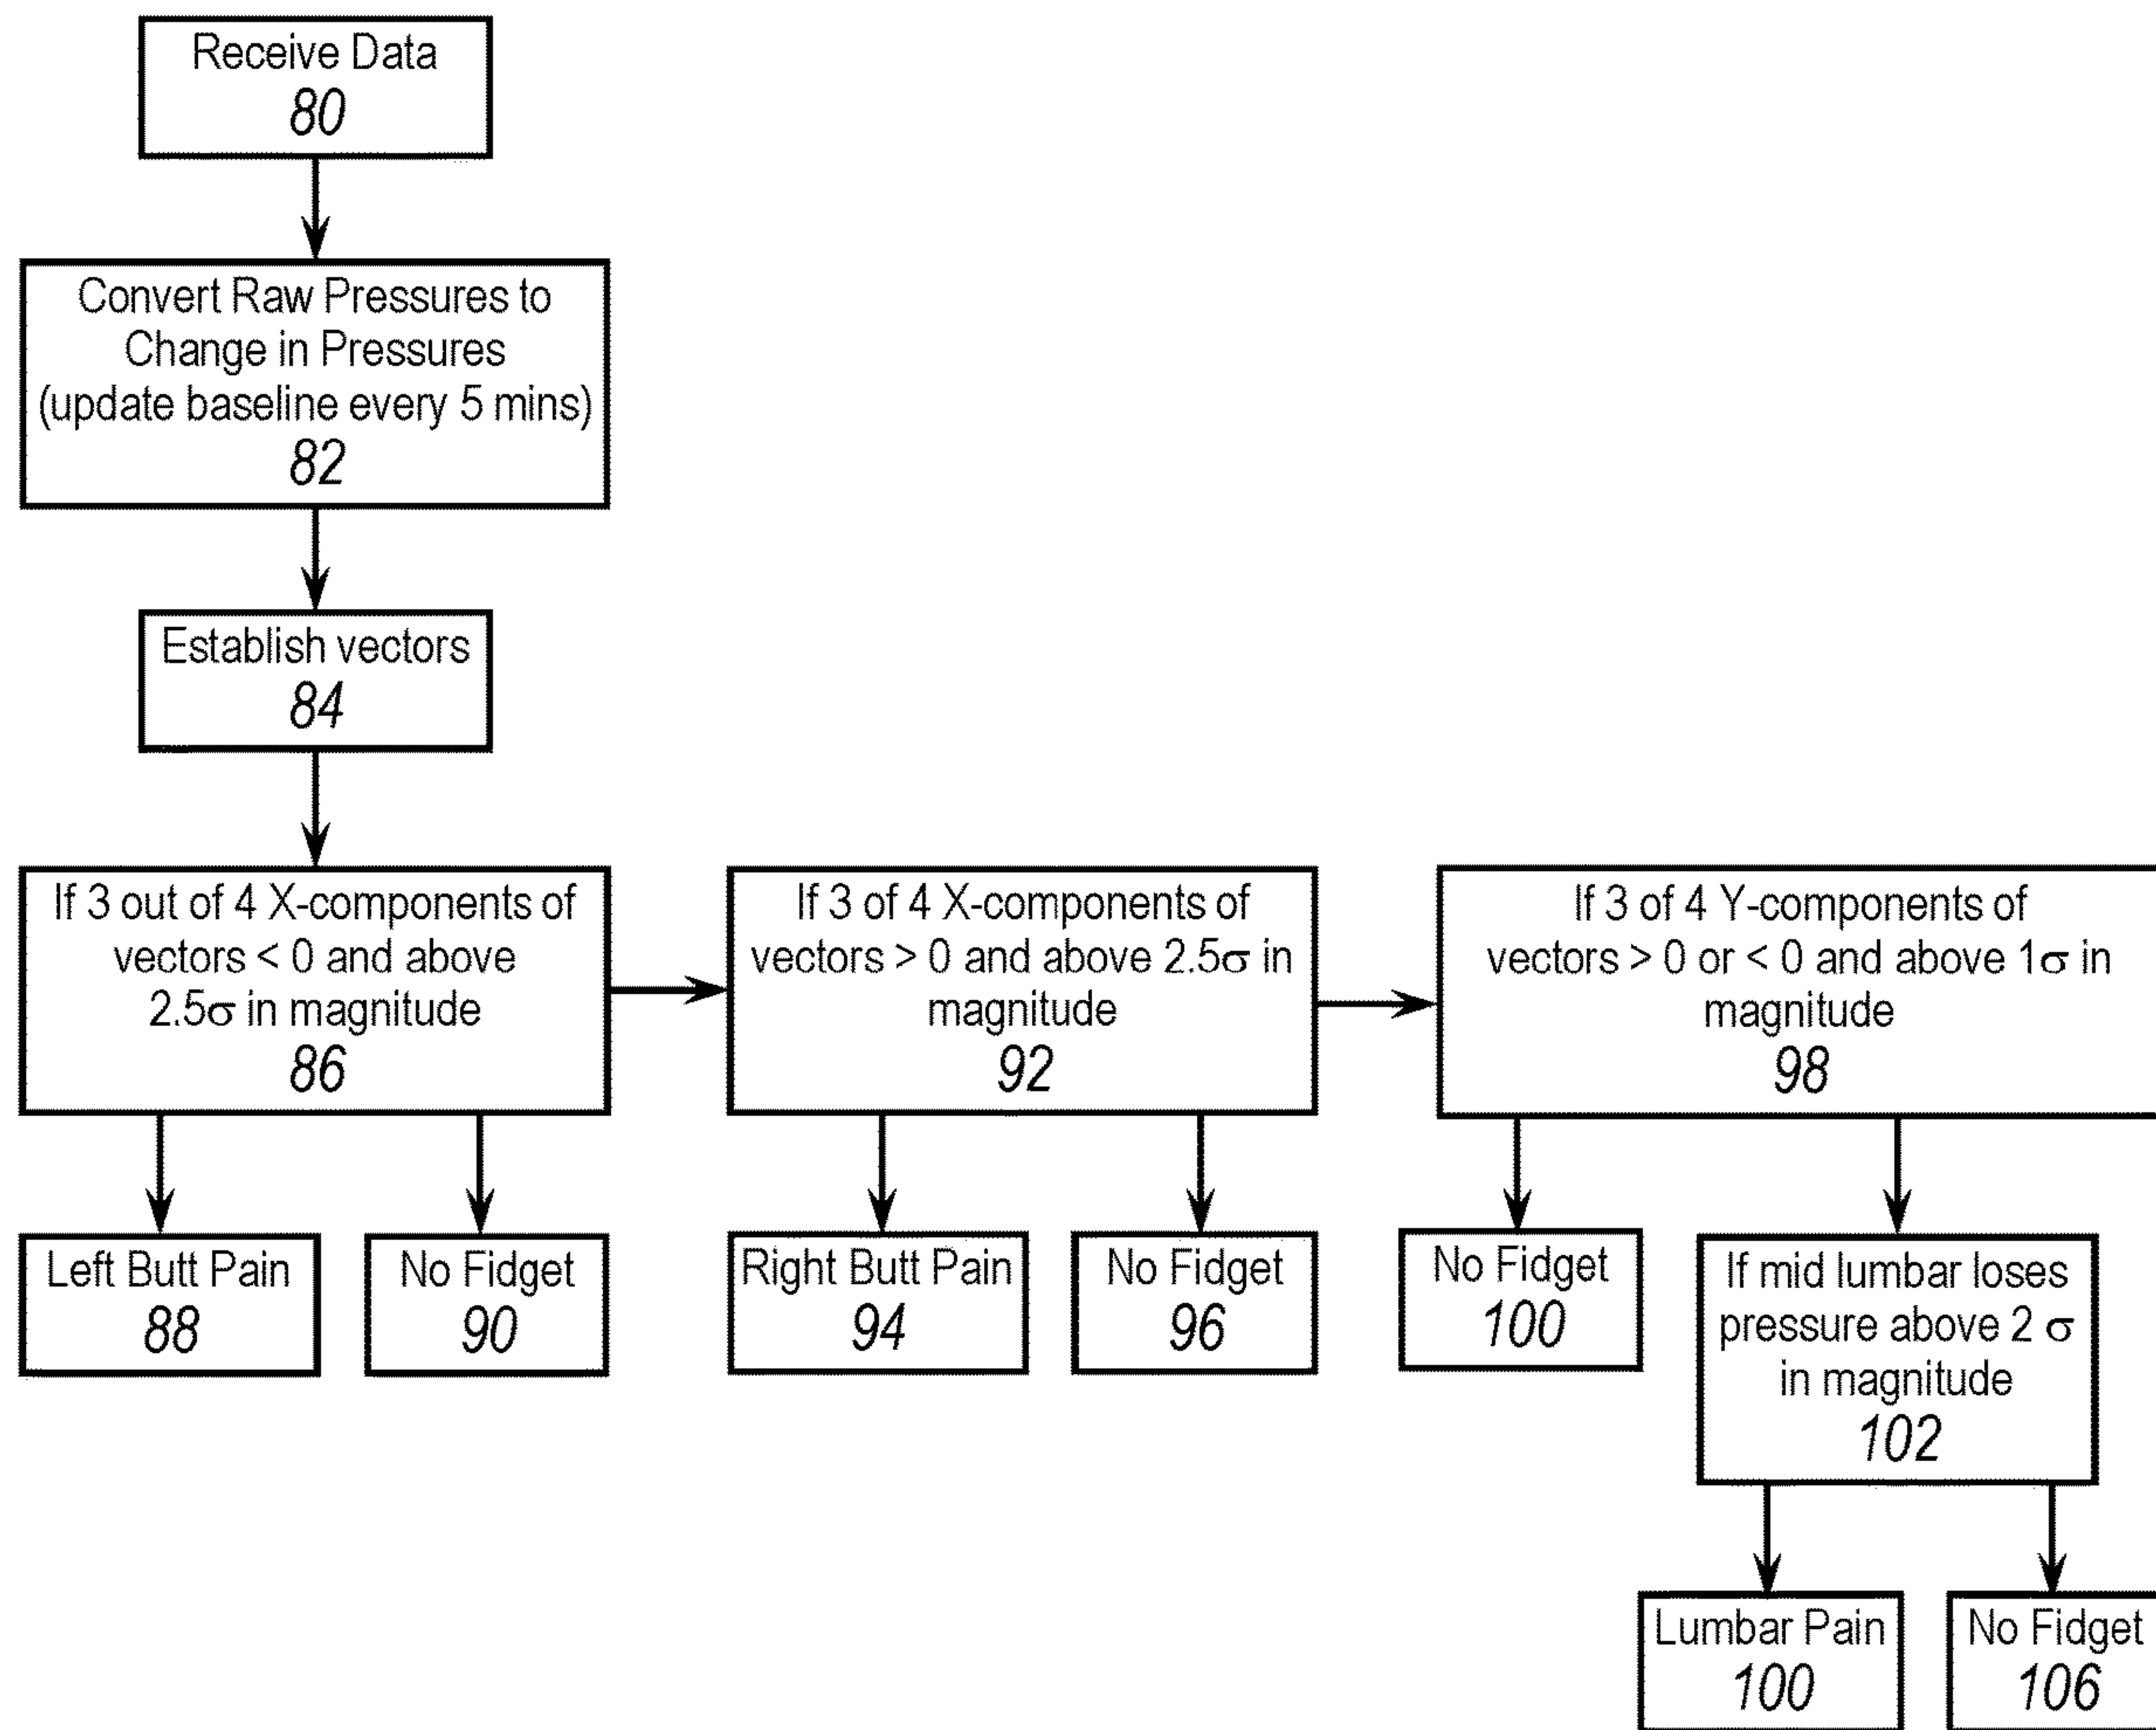 Receive Data
80
Convert Raw Pressures to
Change in Pressures
(update baseline every 5 mins)
82
Establish vectors
84
If 3 out of 4 X-components of
vectors < 0 and above
2.5σ in magnitude
86
If 3 of 4 X-components of
vectors > 0 and above 2.5σ in
magnitude
92
If 3 of 4 Y-components of
vectors > 0 or < 0 and above 1σ in
magnitude
98
Left Butt Pain
88
No Fidget
90
Right Butt Pain
94
No Fidget
96
No Fidget
100
If mid lumbar loses
pressure above 2 σ
in magnitude
102
Lumbar Pain
100
No Fidget
106